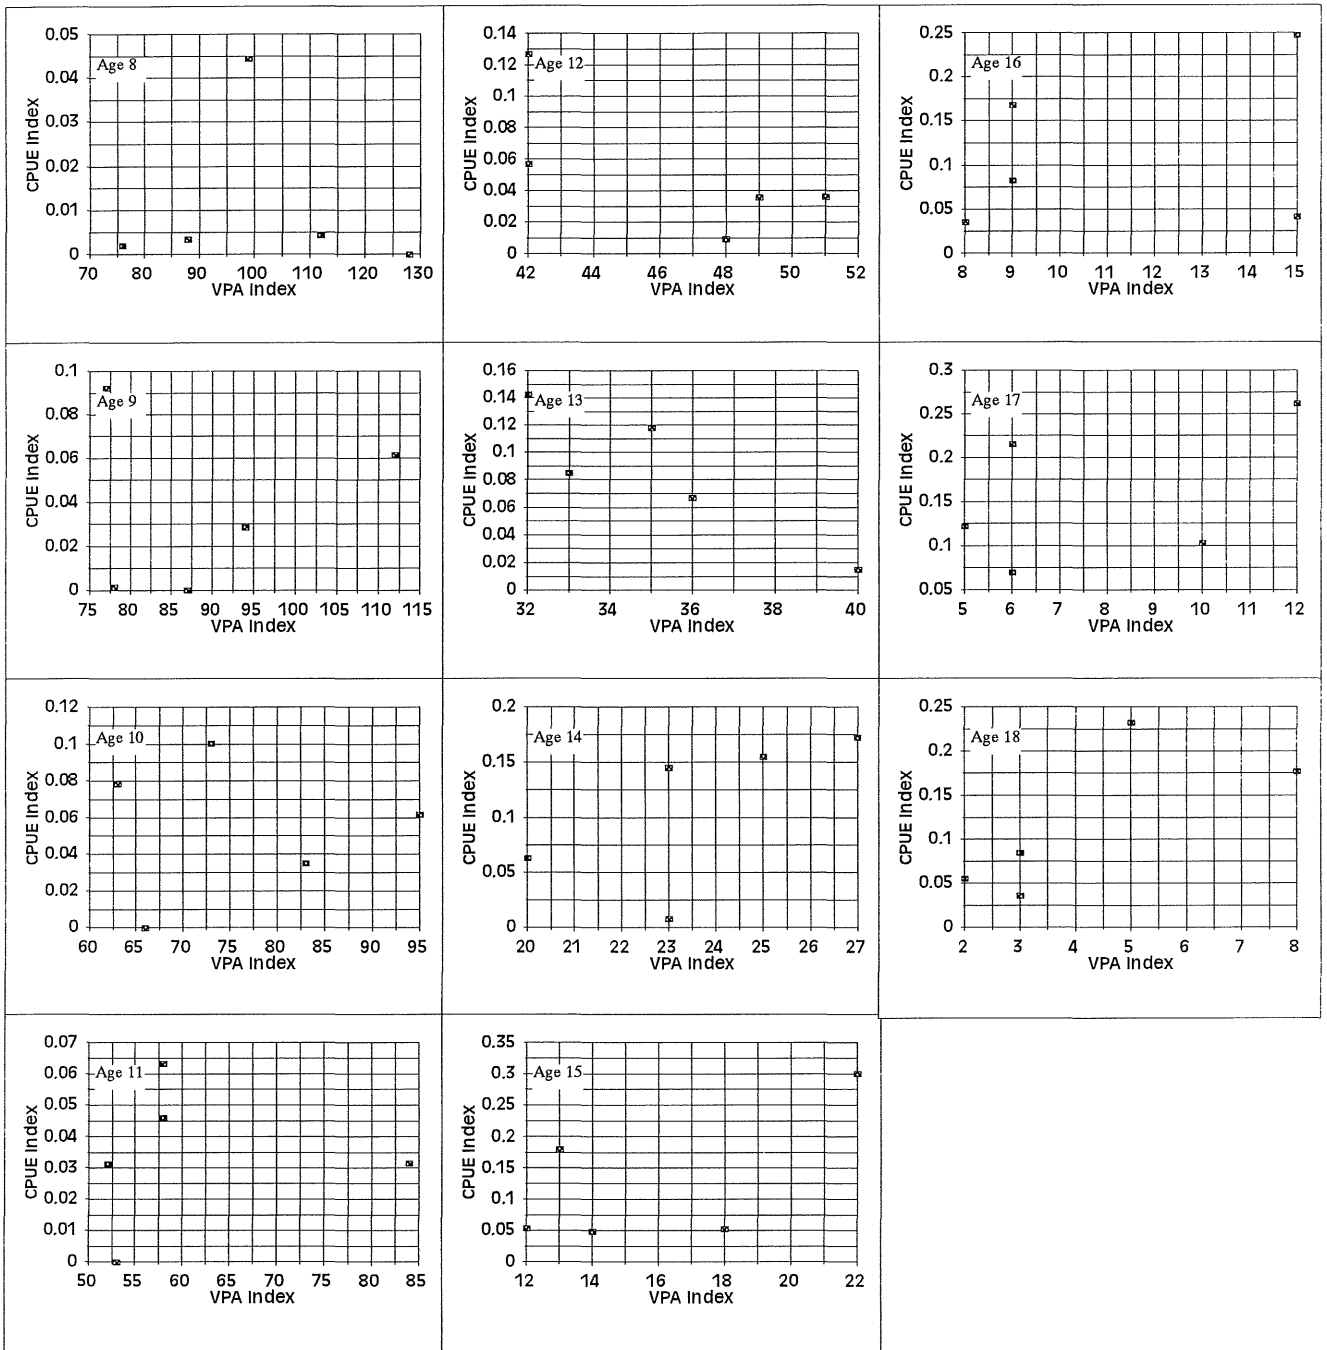 0.05
Age 8
0.04
0.03
0.02
0.01
0
CPUE Index
70 80 90 100 110 120 130
VPA Index
0.14
0.12
Age 12
0.1
0.08
0.06
0.04
0.02
0
CPUE Index
42 44 46 48 50 52
VPA Index
0.25
Age 16
0.2
0.15
0.1
0.05
0
CPUE Index
8 9 10 11 12 13 14 15
VPA Index
0.1
Age 9
0.08
0.06
0.04
0.02
0
CPUE Index
75 80 85 90 95 100 105 110 115
VPA Index
0.16
0.14
Age 13
0.12
0.1
0.08
0.06
0.04
0.02
0
CPUE Index
32 34 36 38 40
VPA Index
0.3
Age 17
0.25
0.2
0.15
0.1
0.05
CPUE Index
5 6 7 8 9 10 11 12
VPA Index
0.12
Age 10
0.1
0.08
0.06
0.04
0.02
0
CPUE Index
60 65 70 75 80 85 90 95
VPA Index
0.2
Age 14
0.15
0.1
0.05
0
CPUE Index
20 21 22 23 24 25 26 27
VPA Index
0.25
Age 18
0.2
0.15
0.1
0.05
0
CPUE Index
2 3 4 5 6 7 8
VPA Index
0.07
Age 11
0.06
0.05
0.04
0.03
0.02
0.01
0
CPUE Index
50 55 60 65 70 75 80 85
VPA Index
0.35
Age 15
0.3
0.25
0.2
0.15
0.1
0.05
0
CPUE Index
12 14 16 18 20 22
VPA Index